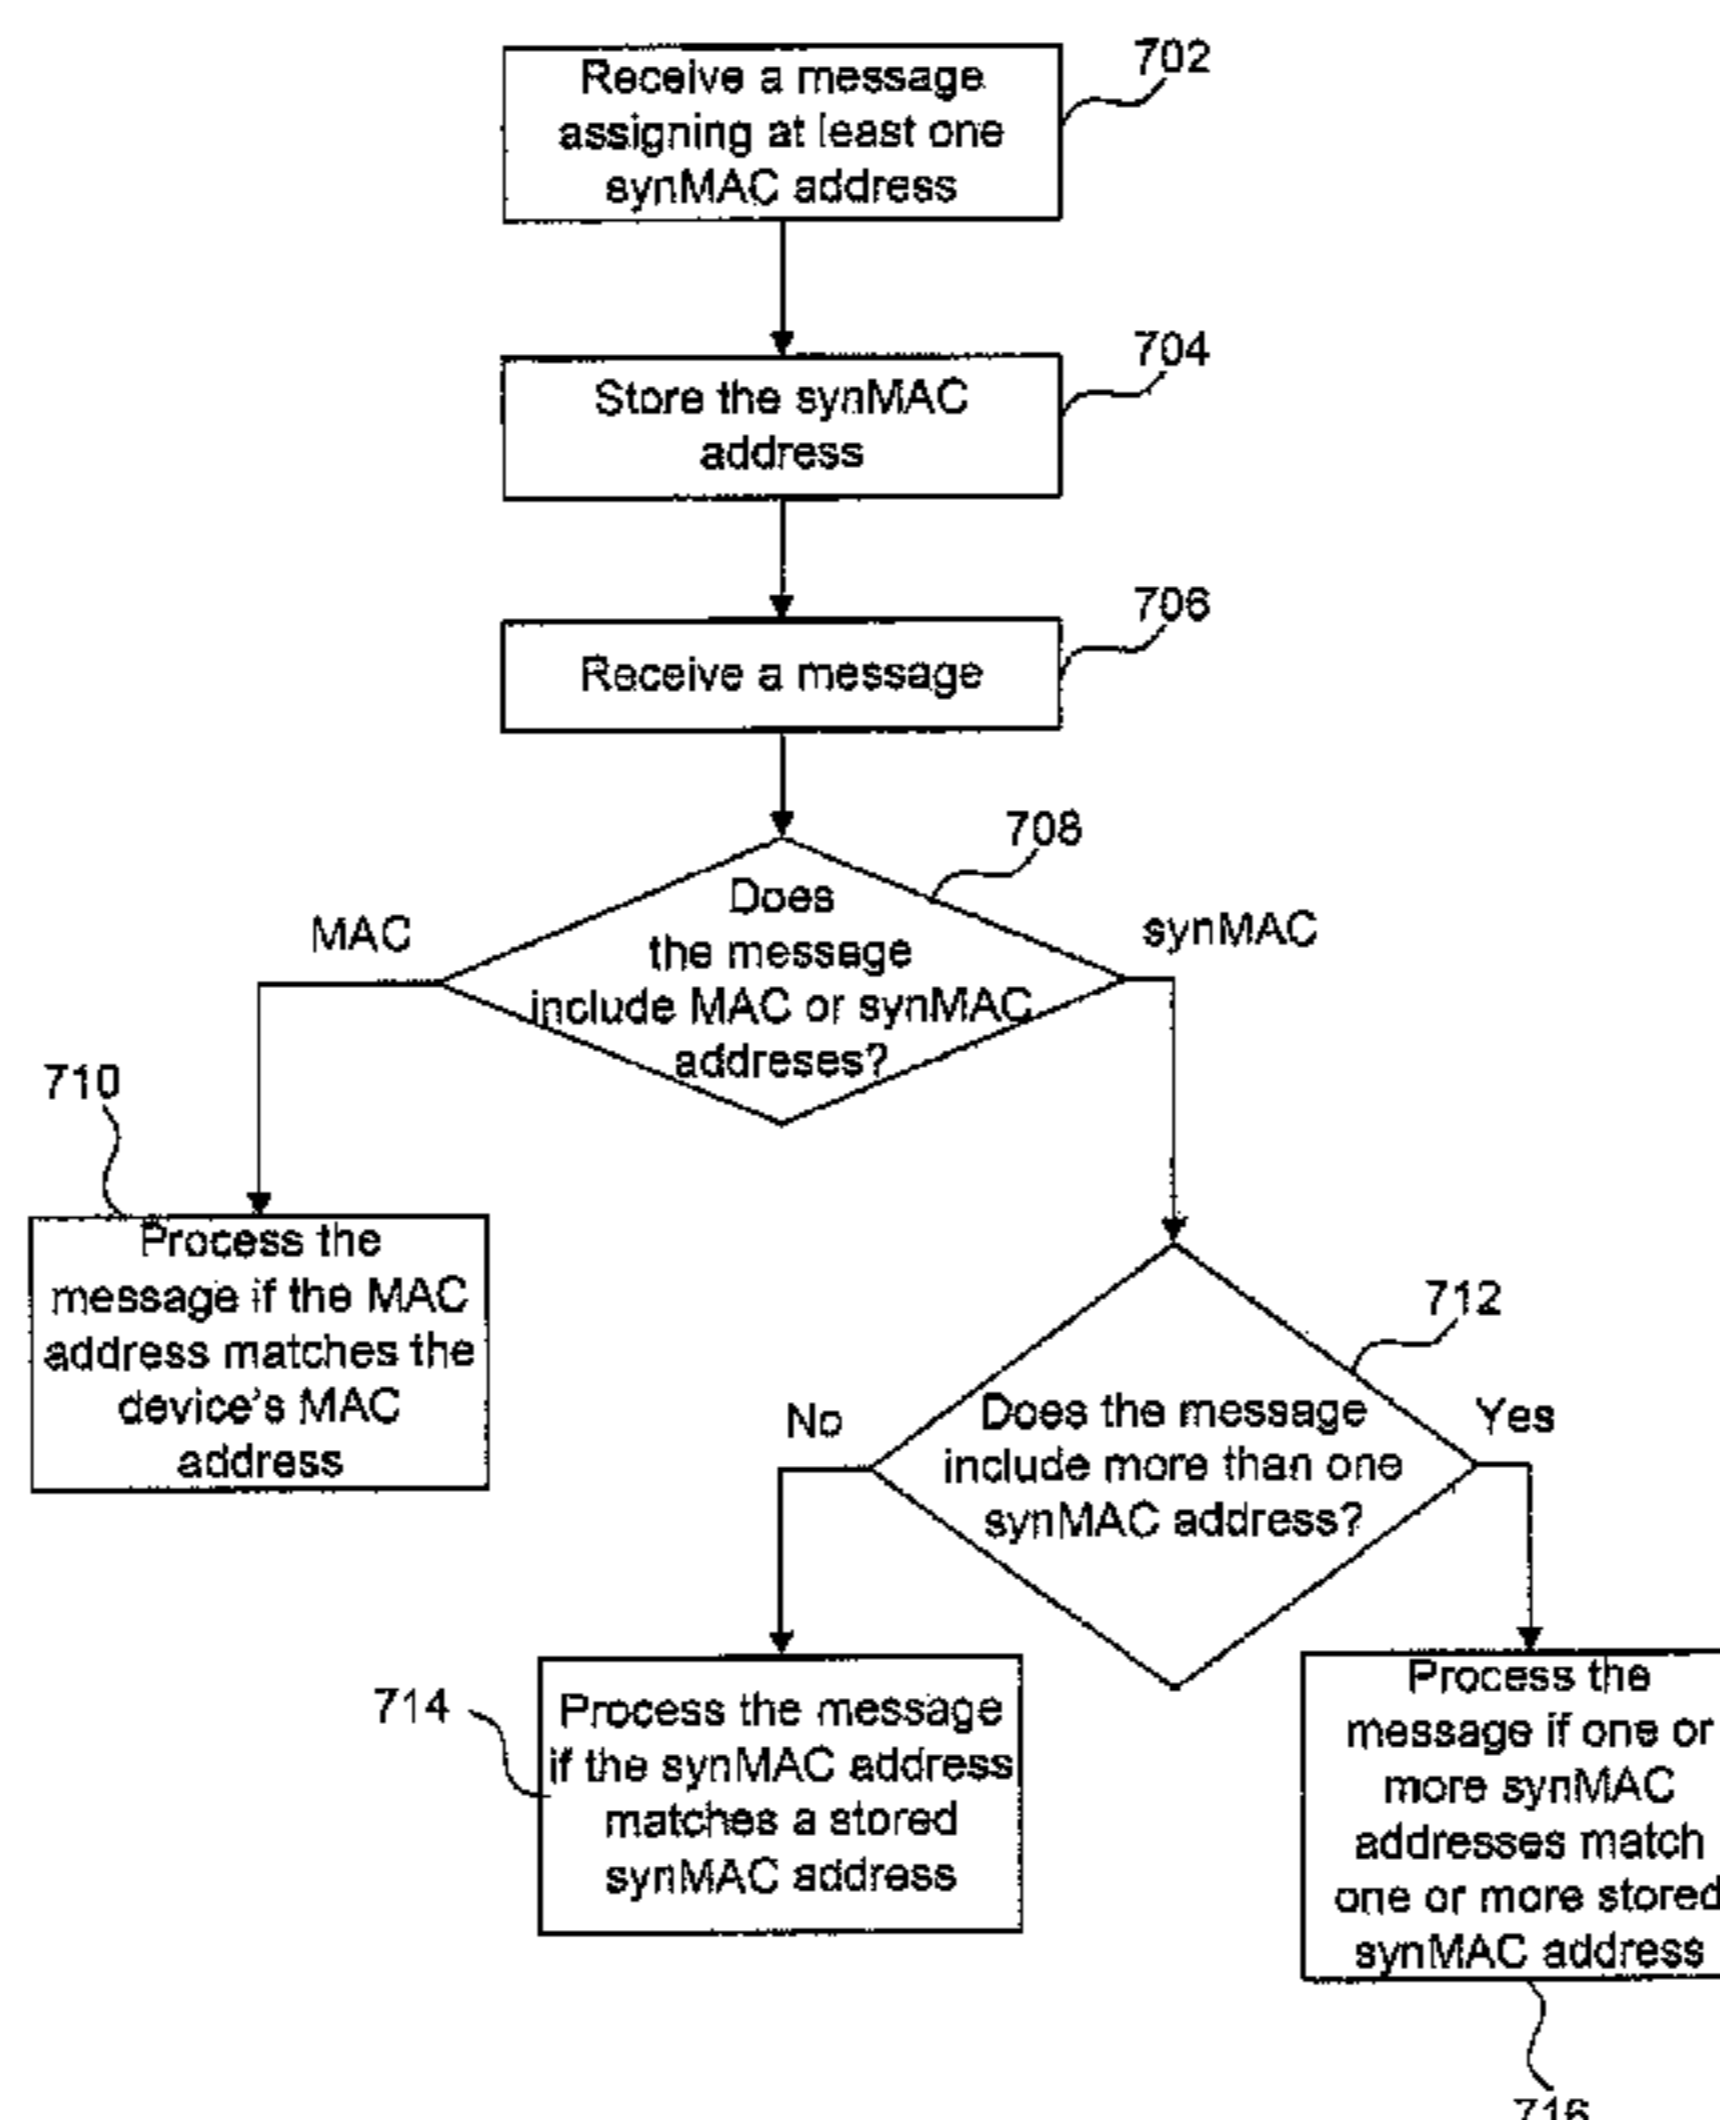 702
Receive a message
assigning at least one
synMAC address
704
Store the synMAC
address
706
Receive a message
708
Does
the message
include MAC or synMAC
addreses?
MAC
synMAC
710
Process the
message if the MAC
address matches the
device's MAC
address
712
Does the message
include more than one
synMAC address?
No
Yes
714
Process the message
if the synMAC address
matches a stored
synMAC address
Process the
message if one or
more synMAC
addresses match
one or more stored
synMAC address
716